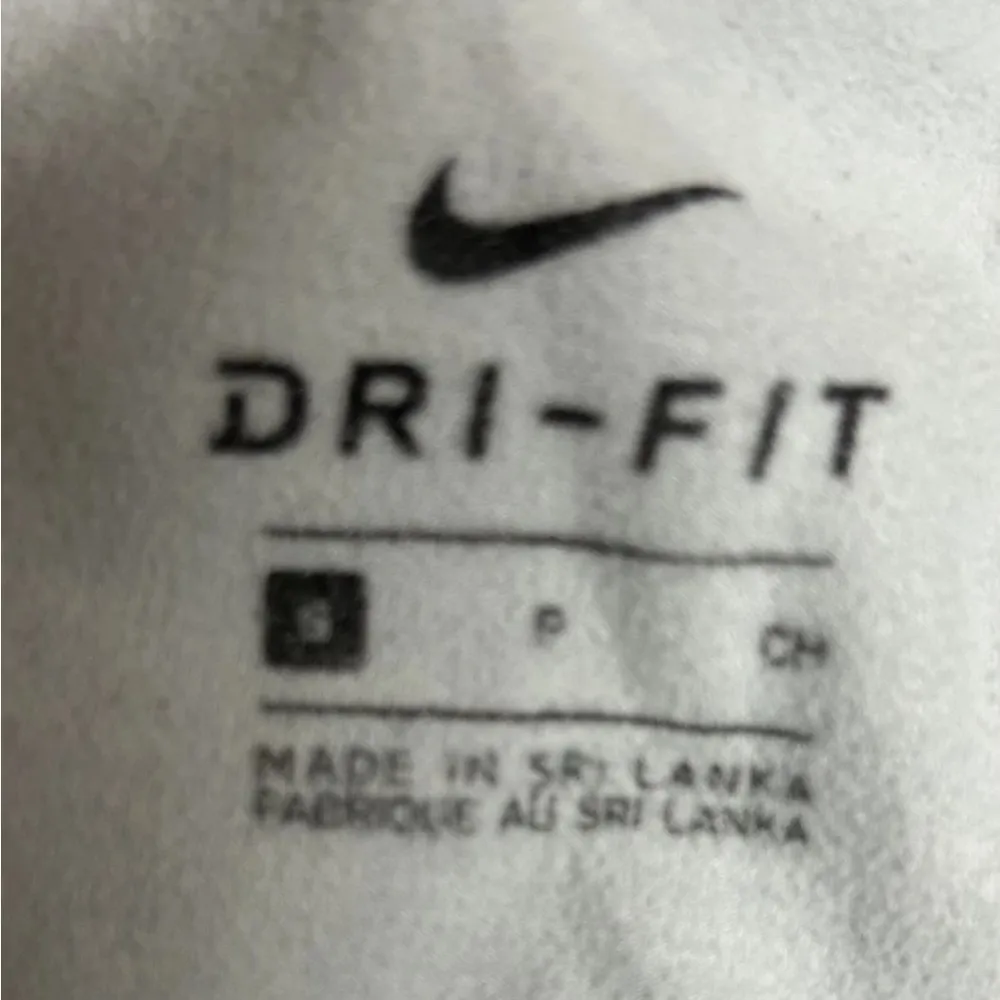 DRI-FIT
S P CH
MADE IN SRI LANKA
FABRIQUE AU SRI LANKA